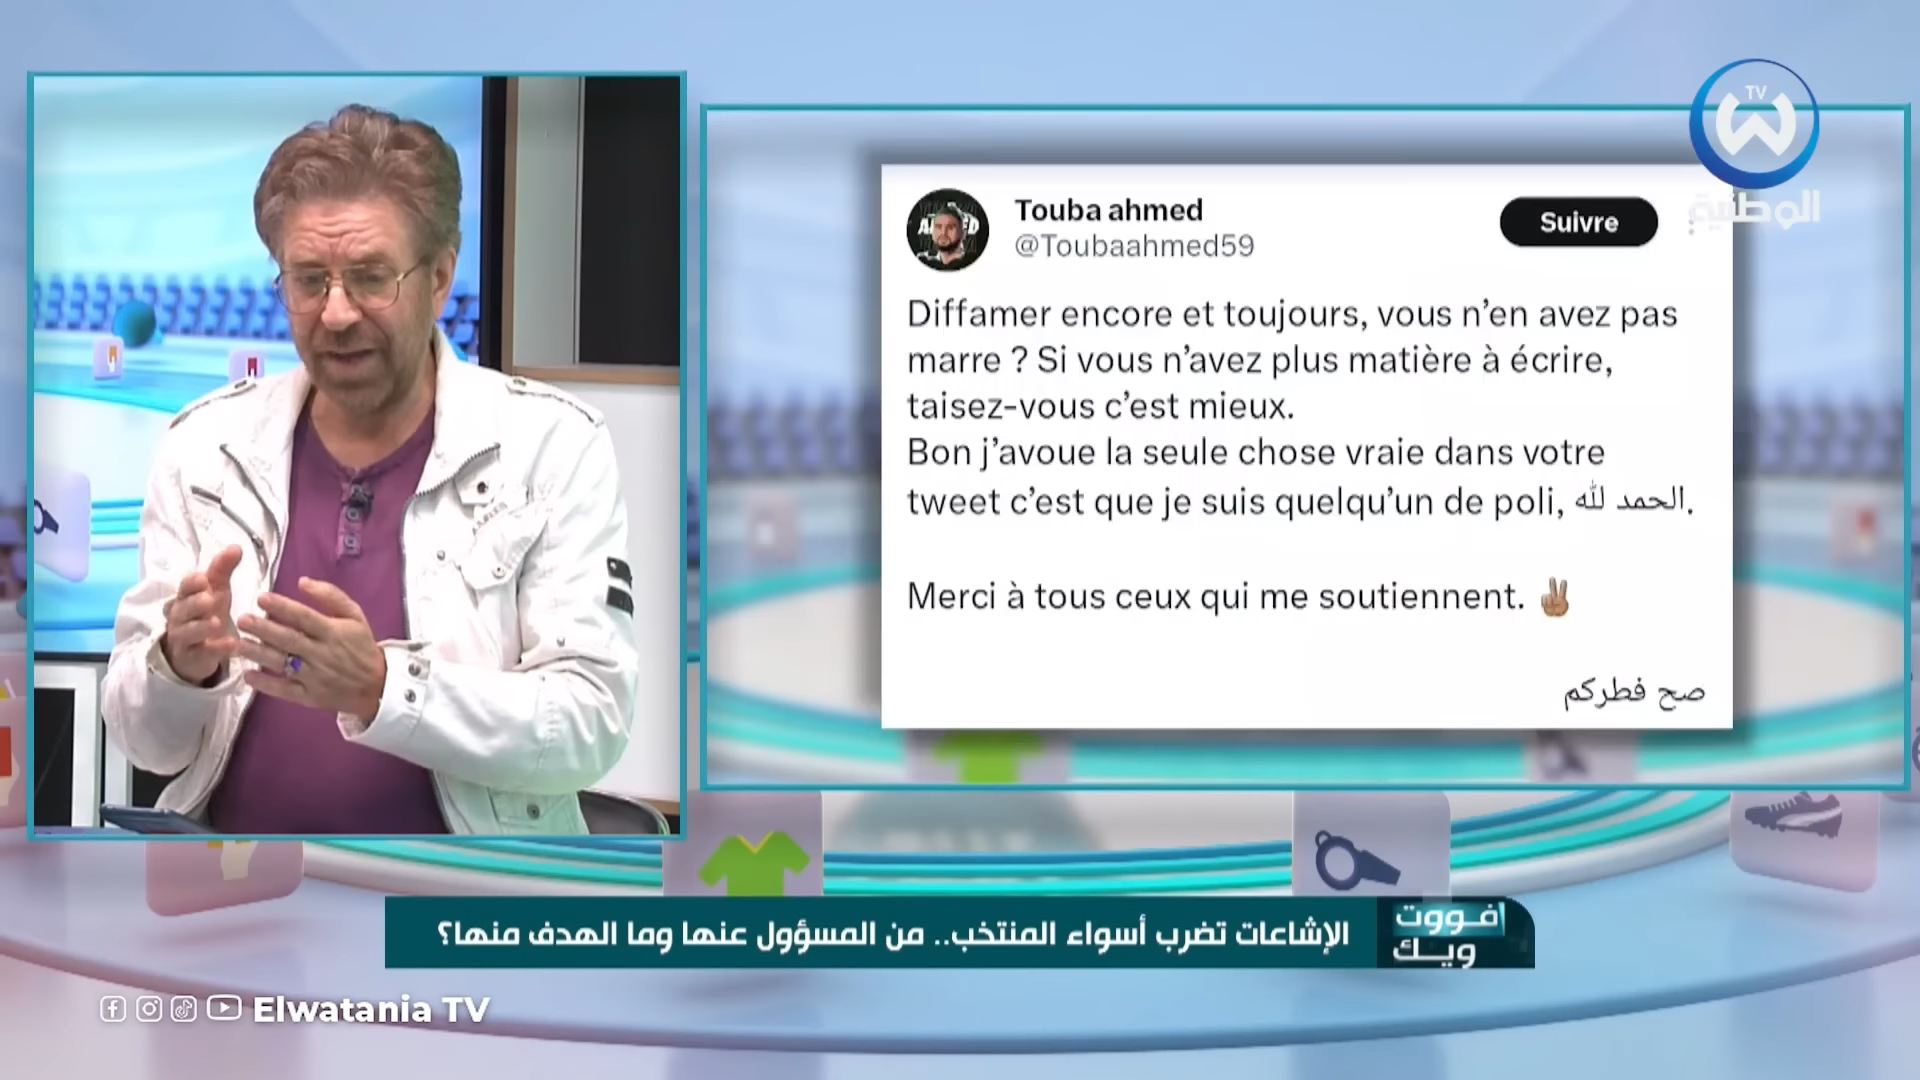 TV
الوطنية
Touba ahmed
@Toubaahmed59
Suivre
Diffamer encore et toujours, vous n’en avez pas
marre ? Si vous n’avez plus matière à écrire,
taisez-vous c’est mieux.
Bon j’avoue la seule chose vraie dans votre
tweet c’est que je suis quelqu’un de poli, الحمد لله.
Merci à tous ceux qui me soutiennent. ✌🏽
صح فطركم
فووت
ويك
الإشاعات تضرب أسواء المنتخب.. من المسؤول عنها وما الهدف منها؟
Elwatania TV